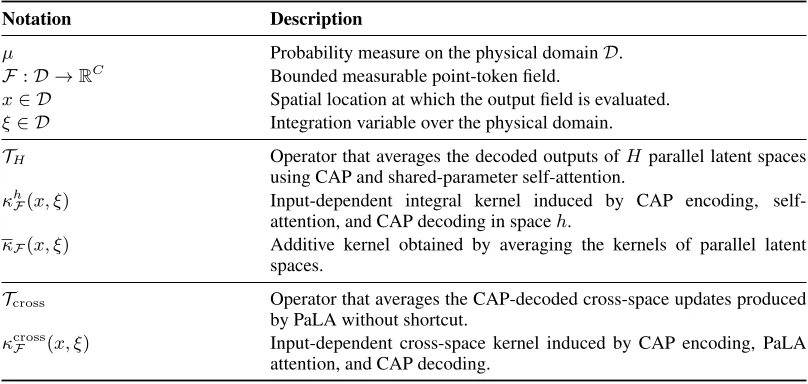 Notation Description
μ Probability measure on the physical domain 𝒟.
ℱ : 𝒟 → ℝ^C Bounded measurable point-token field.
x ∈ 𝒟 Spatial location at which the output field is evaluated.
ξ ∈ 𝒟 Integration variable over the physical domain.
𝒯_H Operator that averages the decoded outputs of H parallel latent spaces
using CAP and shared-parameter self-attention.
κ^h_ℱ(x, ξ) Input-dependent integral kernel induced by CAP encoding, self-
attention, and CAP decoding in space h.
κ̅_ℱ(x, ξ) Additive kernel obtained by averaging the kernels of parallel latent
spaces.
𝒯_cross Operator that averages the CAP-decoded cross-space updates produced
by PaLA without shortcut.
κ^cross_ℱ(x, ξ) Input-dependent cross-space kernel induced by CAP encoding, PaLA
attention, and CAP decoding.